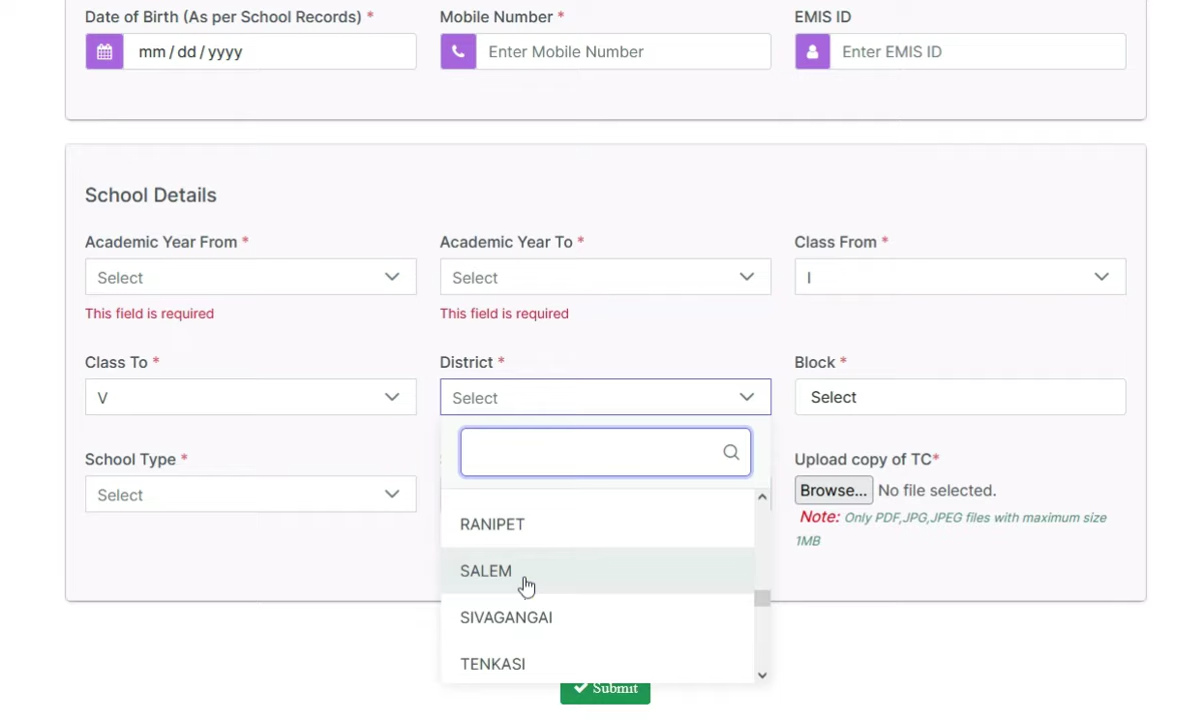 Date of Birth (As per School Records) *
Mobile Number *
EMIS ID
mm / dd / yyyy
Enter Mobile Number
Enter EMIS ID
School Details
Academic Year From *
Academic Year To *
Class From *
Select
Select
I
This field is required
This field is required
Class To *
District *
Block *
V
Select
Select
School Type *
Upload copy of TC*
Select
Browse... No file selected.
Note: Only PDF,JPG,JPEG files with maximum size
1MB
RANIPET
SALEM
SIVAGANGAI
TENKASI
Submit